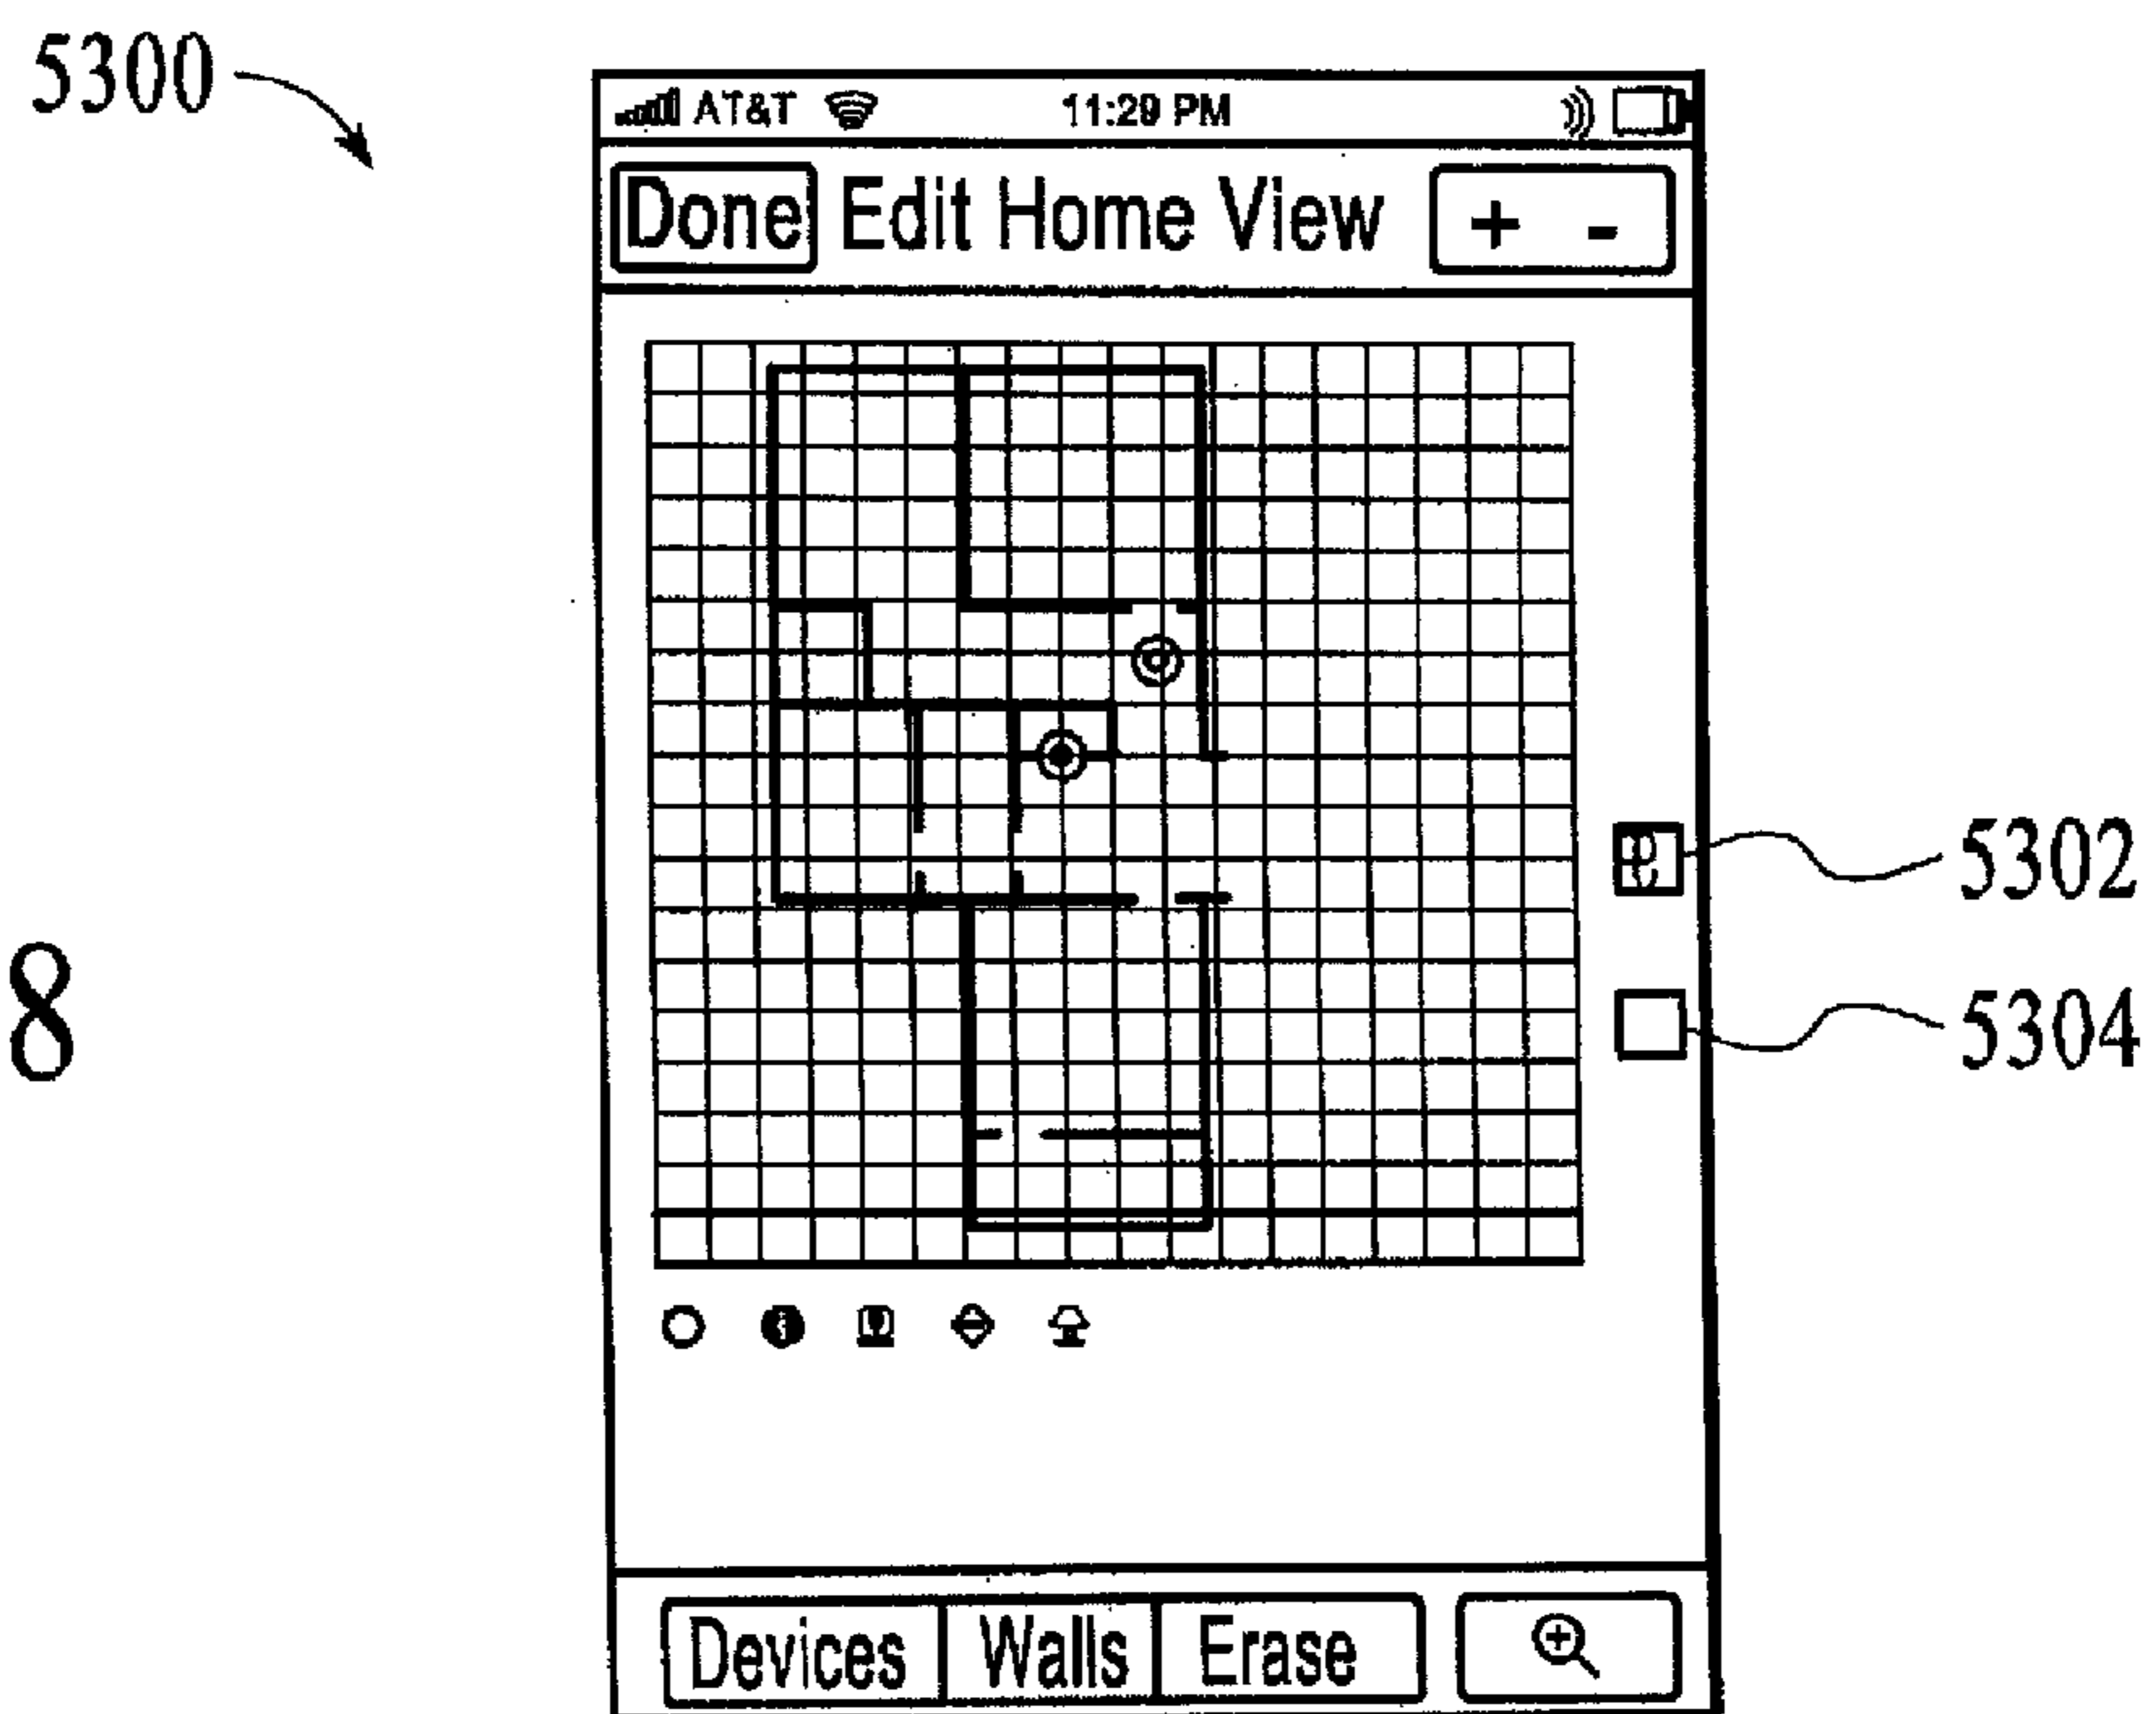 5300
AT&T 11:29 PM
Done Edit Home View + -
5302
5304
8
Devices Walls Erase